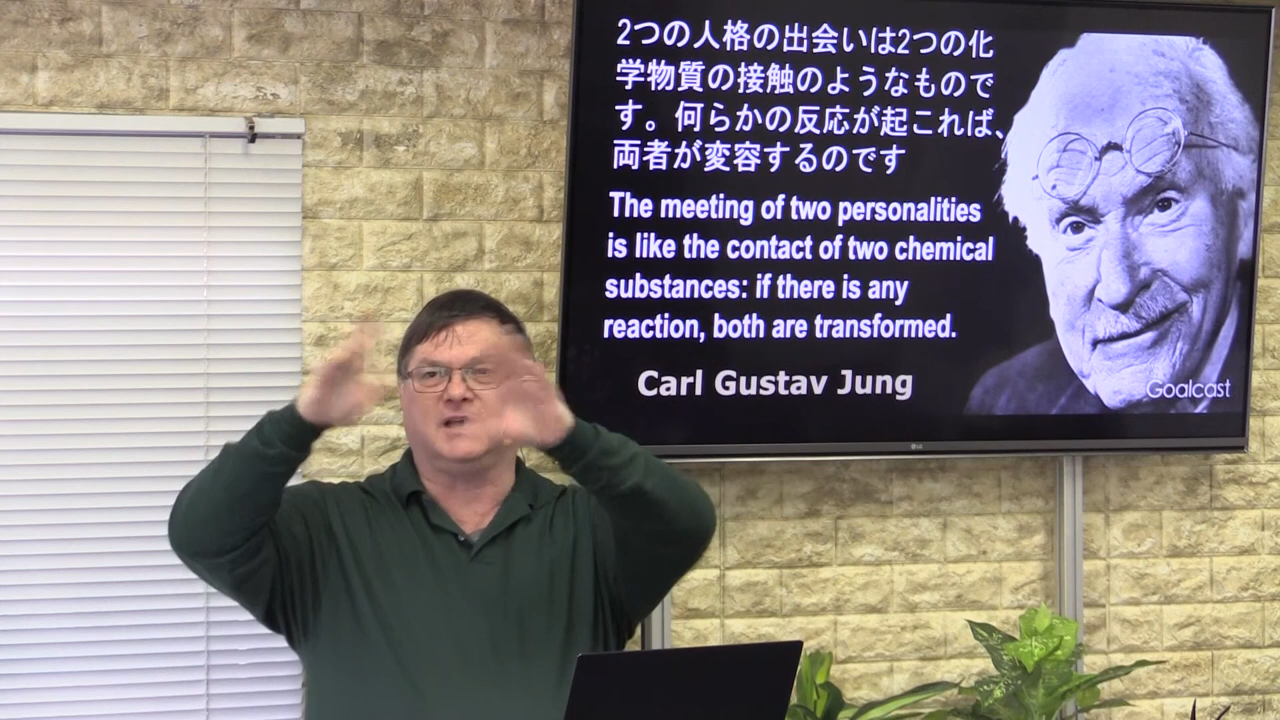 2つの人格の出会いは2つの化
学物質の接触のようなもので
す。何らかの反応が起これば、
両者が変容するのです
The meeting of two personalities
is like the contact of two chemical
substances: if there is any
reaction, both are transformed.
Carl Gustav Jung
Goalcast
LG